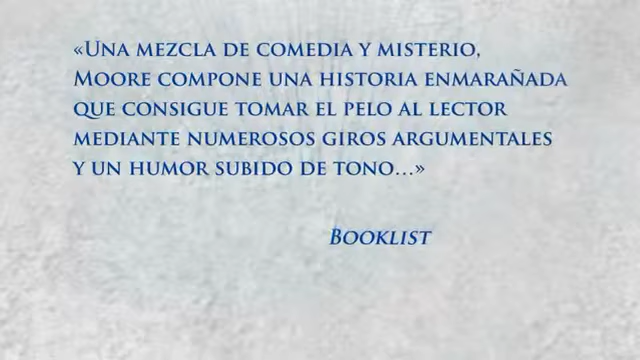 «Una mezcla de comedia y misterio,
Moore compone una historia enmarañada
que consigue tomar el pelo al lector
mediante numerosos giros argumentales
y un humor subido de tono...»
Booklist